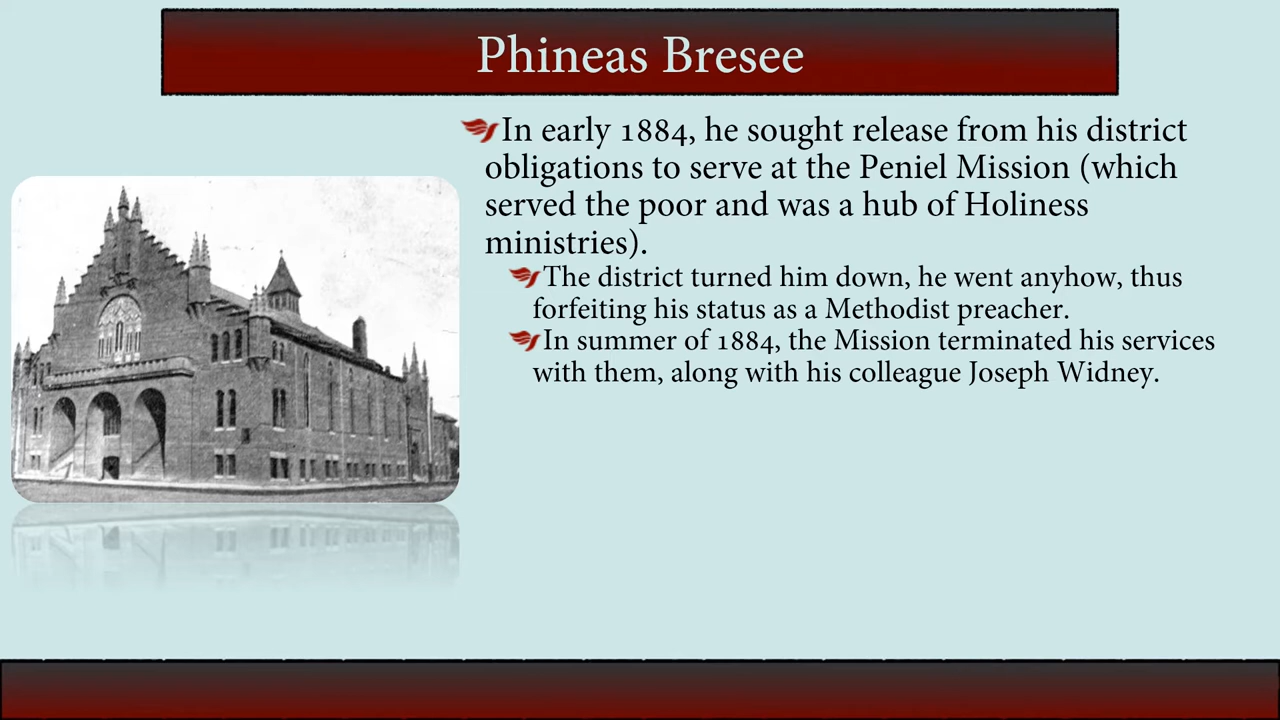 Phineas Bresee
In early 1884, he sought release from his district
obligations to serve at the Peniel Mission (which
served the poor and was a hub of Holiness
ministries).
The district turned him down, he went anyhow, thus
forfeiting his status as a Methodist preacher.
In summer of 1884, the Mission terminated his services
with them, along with his colleague Joseph Widney.